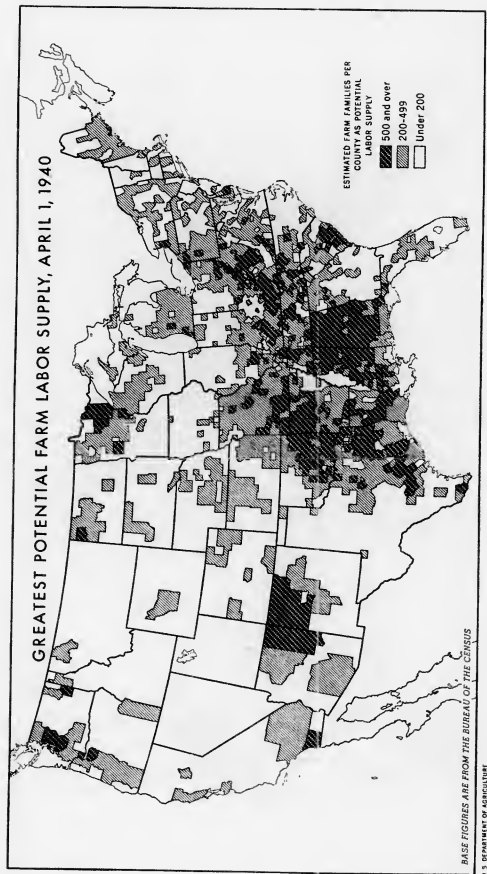 GREATEST POTENTIAL FARM LABOR SUPPLY, APRIL 1, 1940
ESTIMATED FARM FAMILIES PER
COUNTY AS POTENTIAL
LABOR SUPPLY
500 and over
200-499
Under 200
BASE FIGURES ARE FROM THE BUREAU OF THE CENSUS
U. S. DEPARTMENT OF AGRICULTURE